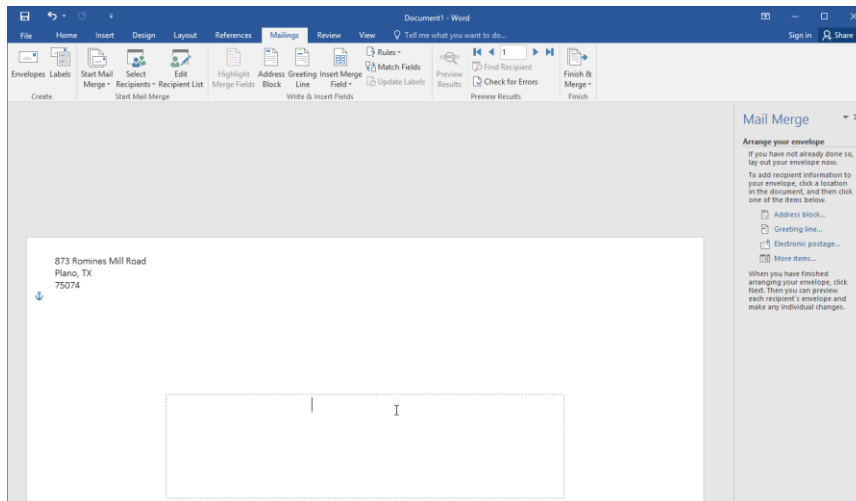 Document1 - Word
File Home Insert Design Layout References Mailings Review View Tell me what you want to do... Sign in Share
Envelopes Labels Start Mail Merge Select Recipients Edit Recipient List Highlight Merge Fields Address Block Greeting Line Insert Merge Field Rules Match Fields Update Labels Preview Results 1 Find Recipient Check for Errors Finish & Merge
Create Start Mail Merge Write & Insert Fields Preview Results Finish
Mail Merge
Arrange your envelope
If you have not already done so,
lay out your envelope now.
To add recipient information to
your envelope, click a location
in the document, and then click
one of the items below.
Address block...
Greeting line...
Electronic postage...
More items...
When you have finished
arranging your envelope, click
Next. Then you can preview
each recipient's envelope and
make any individual changes.
873 Romines Mill Road
Plano, TX
75074